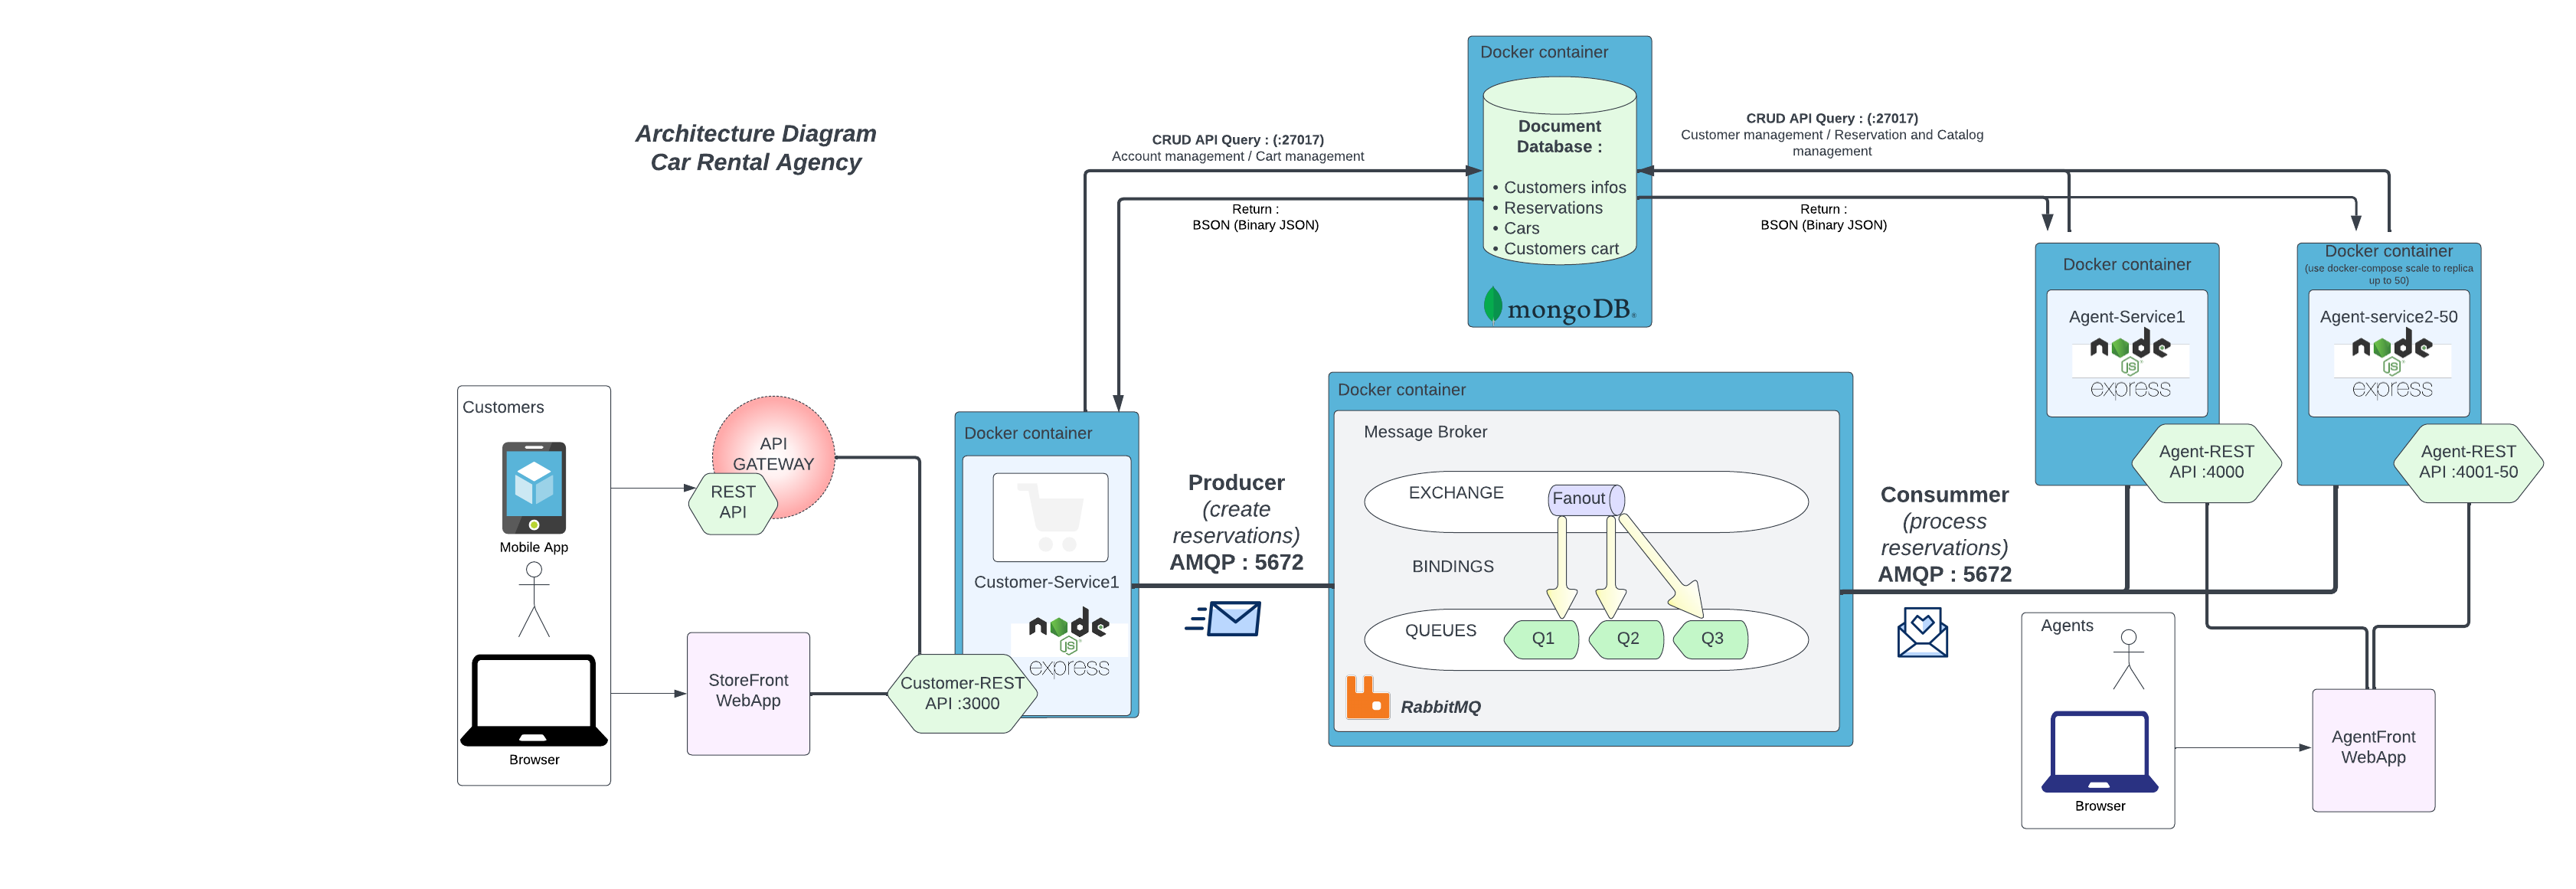 Architecture Diagram
Car Rental Agency
Docker container
Document
Database :
• Customers infos
• Reservations
• Cars
• Customers cart
mongoDB®
CRUD API Query : (:27017)
Account management / Cart management
Return :
BSON (Binary JSON)
CRUD API Query : (:27017)
Customer management / Reservation and Catalog
management
Return :
BSON (Binary JSON)
Docker container
Agent-Service1
node
JS
express
Agent-REST
API :4000
Docker container
(use docker-compose scale to replica
up to 50)
Agent-service2-50
node
JS
express
Agent-REST
API :4001-50
Customers
Mobile App
Browser
API
GATEWAY
REST
API
StoreFront
WebApp
Docker container
Customer-Service1
node
JS
express
Customer-REST
API :3000
Producer
(create
reservations)
AMQP : 5672
Docker container
Message Broker
EXCHANGE
Fanout
BINDINGS
QUEUES
Q1
Q2
Q3
RabbitMQ
Consummer
(process
reservations)
AMQP : 5672
Agents
Browser
AgentFront
WebApp